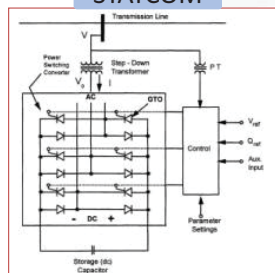 STATCOM
Transmission Line
V
Power
Switching
Converter
Step - Down
Transformer
PT
Vo
I
AC
GTO
Control
Vref
Qref
Aux.
Input
- DC +
Parameter
Settings
Storage (dc)
Capacitor